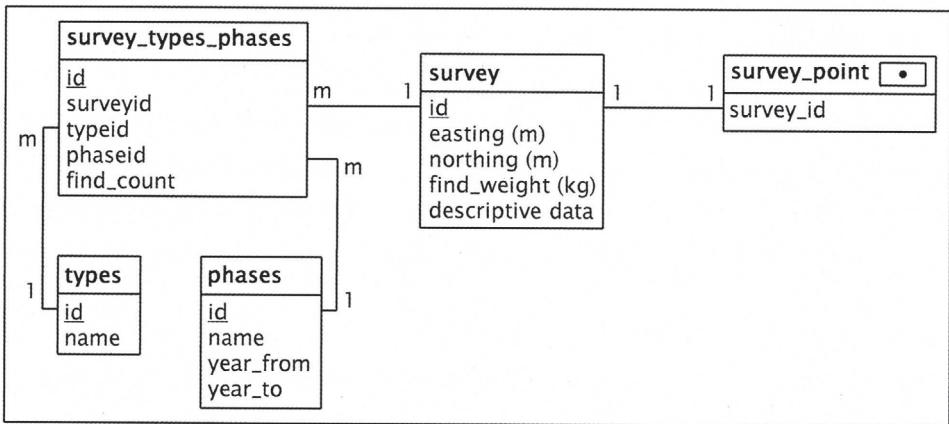 survey_types_phases
id
surveyid
typeid
phaseid
find_count
m
1
survey
id
easting (m)
northing (m)
find_weight (kg)
descriptive data
1
1
survey_point
survey_id
m
m
1
types
id
name
phases
id
name
year_from
year_to
1